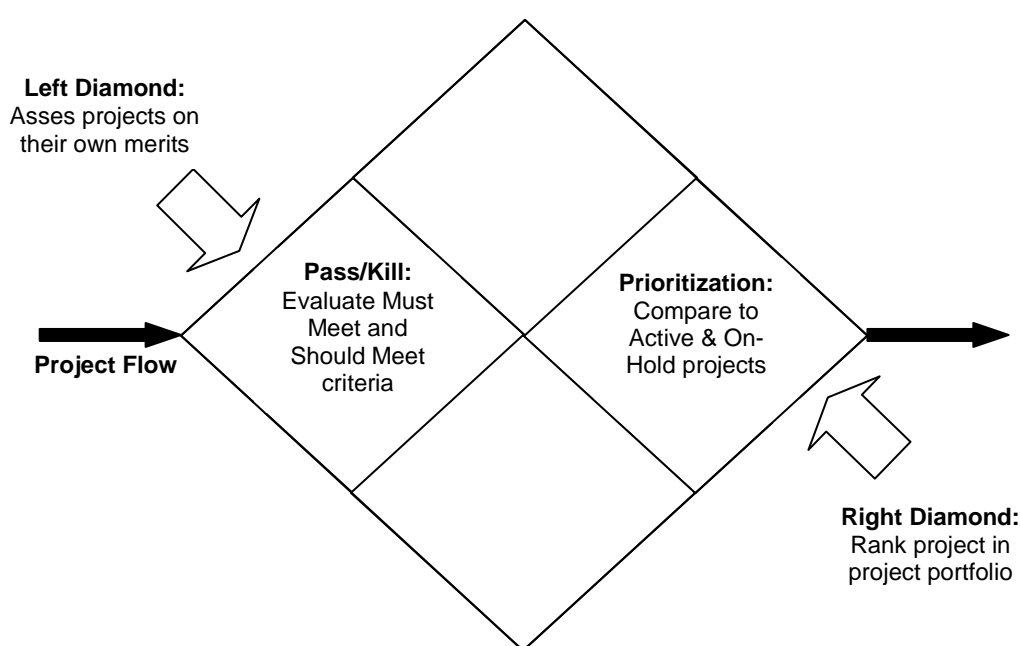 Left Diamond:
Asses projects on
their own merits
Pass/Kill:
Evaluate Must
Meet and
Should Meet
criteria
Prioritization:
Compare to
Active & On-
Hold projects
Project Flow
Right Diamond:
Rank project in
project portfolio